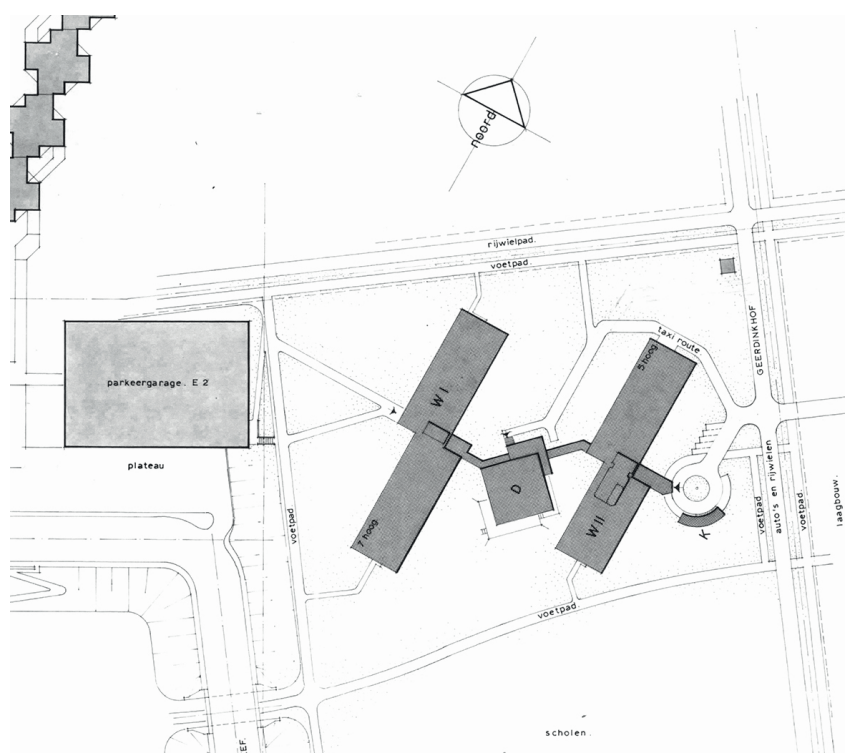 noord
rijwielpad.
voetpad.
GEERDINKHOF
taxi route.
5 hoog
parkeergarage. E 2
W I
plateau
D
W II
7 hoog
K
voetpad
voetpad
auto's en rijwielen
voetpad.
laagbouw.
voetpad.
scholen.
EF.